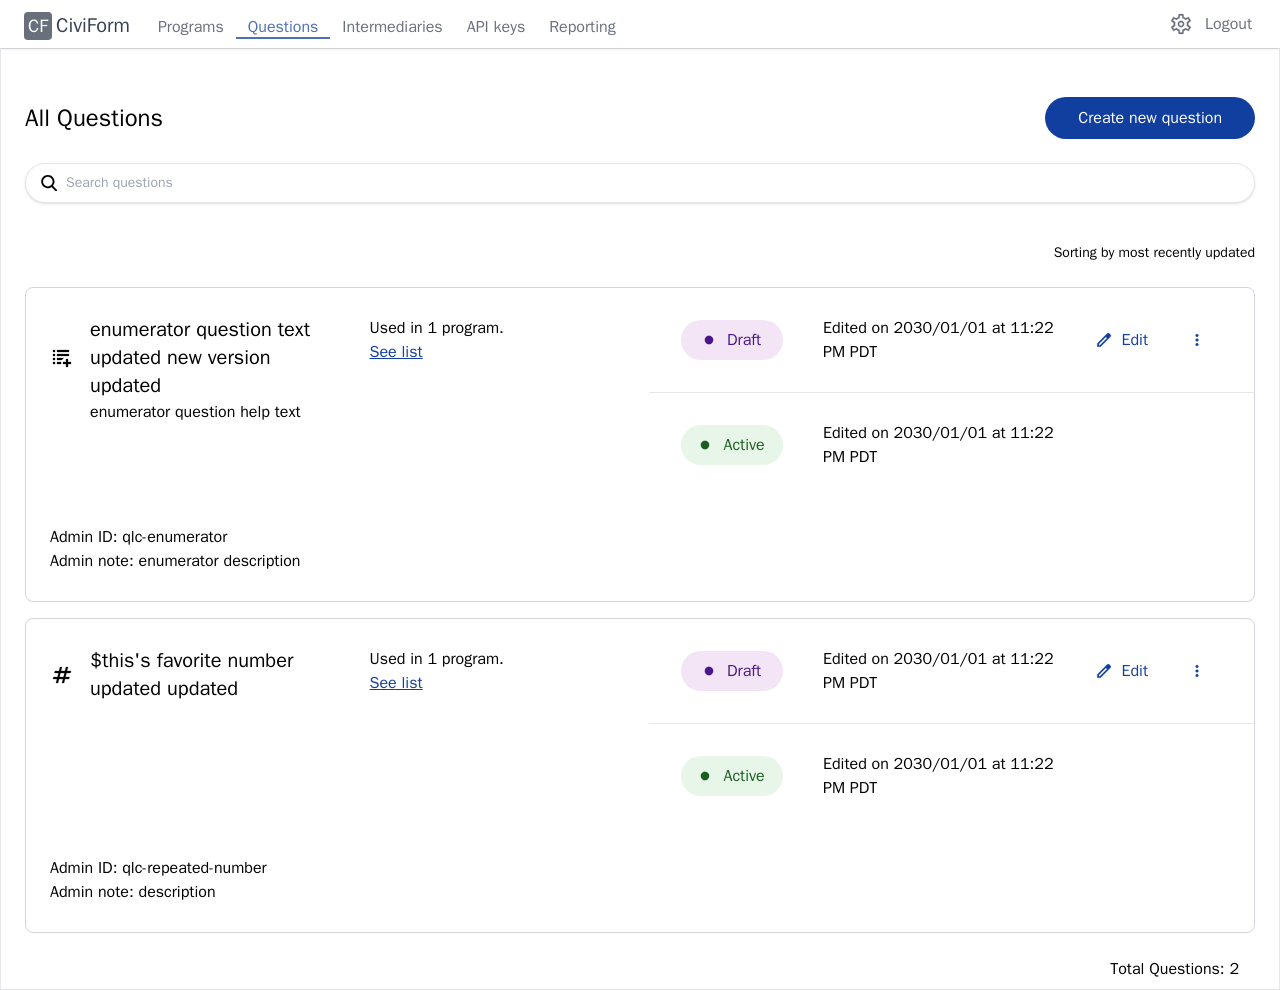 CF CiviForm Programs Questions Intermediaries API keys Reporting Logout
All Questions Create new question
Search questions
Sorting by most recently updated
enumerator question text
updated new version
updated
enumerator question help text
Used in 1 program.
See list
Draft
Edited on 2030/01/01 at 11:22
PM PDT
Edit
Active
Edited on 2030/01/01 at 11:22
PM PDT
Admin ID: qlc-enumerator
Admin note: enumerator description
$this's favorite number
updated updated
Used in 1 program.
See list
Draft
Edited on 2030/01/01 at 11:22
PM PDT
Edit
Active
Edited on 2030/01/01 at 11:22
PM PDT
Admin ID: qlc-repeated-number
Admin note: description
Total Questions: 2